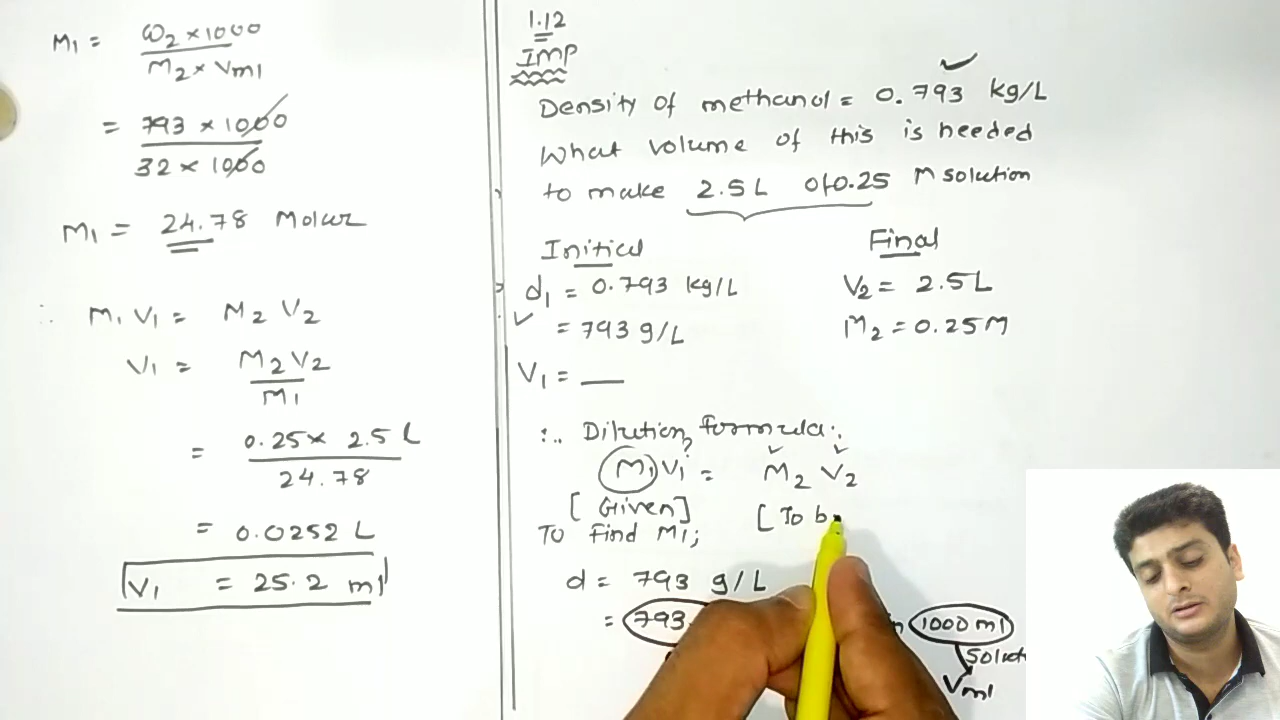 M1 = ω2 × 1000
M2 × Vml
= 793 × 1000
32 × 1000
M1 = 24.78 Molar
∴ M1 V1 = M2 V2
V1 = M2 V2
M1
= 0.25 × 2.5 L
24.78
= 0.0252 L
V1 = 25.2 ml
1.12
IMP
Density of methanol = 0.793 kg/L
What volume of this is needed
to make 2.5 L of 0.25 M solution
Initial Final
d1 = 0.793 kg/L V2 = 2.5 L
= 793 g/L M2 = 0.25 M
V1 = __
∴ Dilution formula:
?
M1 V1 = M2 V2
[Given] [To b
To Find M1;
d = 793 g/L
= 793 1000 ml
Vml